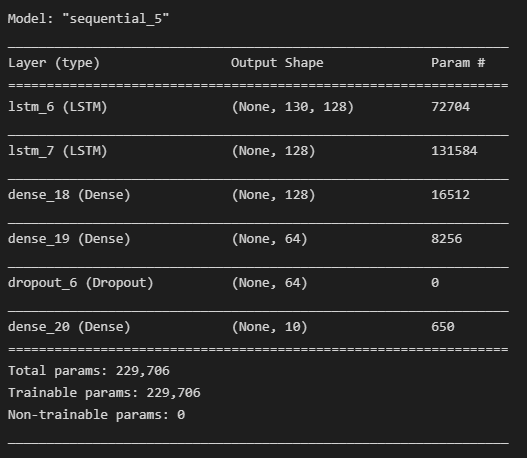 Model: "sequential_5"
_________________________________________________________________
Layer (type)                 Output Shape              Param #
=================================================================
lstm_6 (LSTM)                (None, 130, 128)          72704
_________________________________________________________________
lstm_7 (LSTM)                (None, 128)               131584
_________________________________________________________________
dense_18 (Dense)             (None, 128)               16512
_________________________________________________________________
dense_19 (Dense)             (None, 64)                8256
_________________________________________________________________
dropout_6 (Dropout)          (None, 64)                0
_________________________________________________________________
dense_20 (Dense)             (None, 10)                650
=================================================================
Total params: 229,706
Trainable params: 229,706
Non-trainable params: 0
_________________________________________________________________